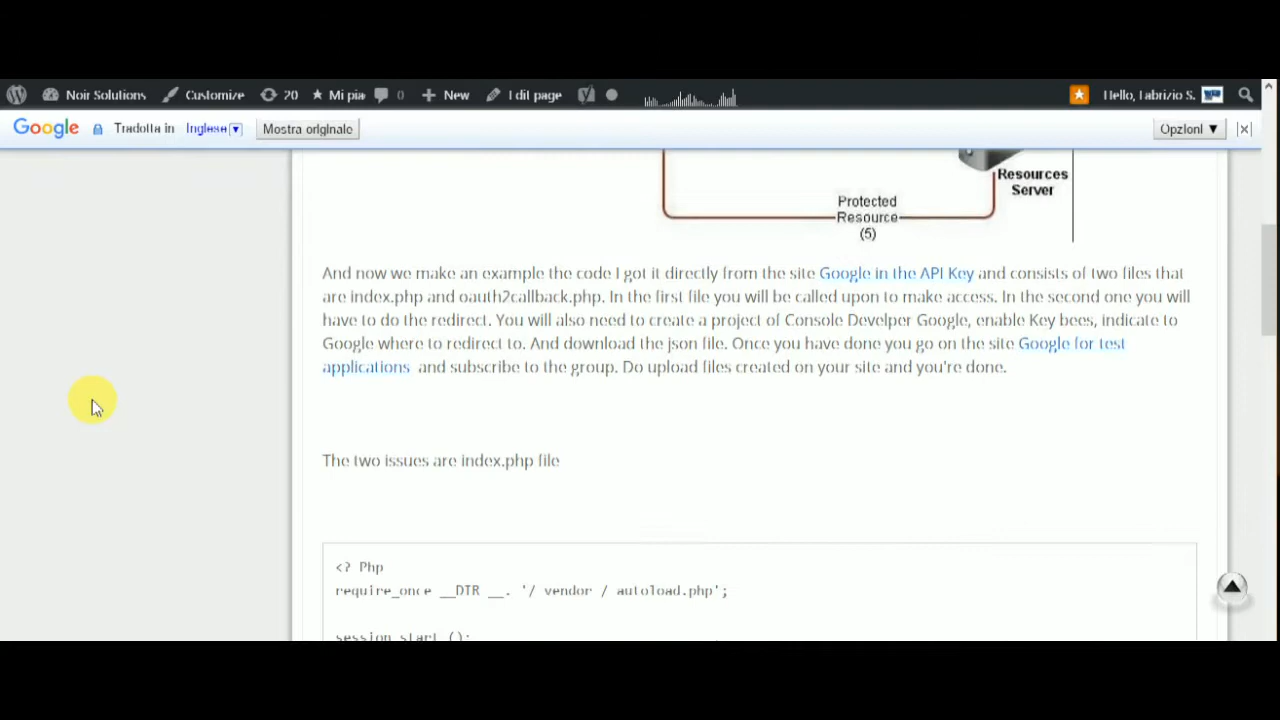 Noir Solutions Customize 20 Mi pia 0 New Edit page Hello, Fabrizio S.
Google Tradotta in Inglese Mostra originale Opzioni ▼
Resources
Server
Protected
Resource
(5)
And now we make an example the code I got it directly from the site Google in the API Key and consists of two files that
are index.php and oauth2callback.php. In the first file you will be called upon to make access. In the second one you will
have to do the redirect. You will also need to create a project of Console Develper Google, enable Key bees, indicate to
Google where to redirect to. And download the json file. Once you have done you go on the site Google for test
applications and subscribe to the group. Do upload files created on your site and you're done.
The two issues are index.php file
<? Php
require_once __DIR __. '/ vendor / autoload.php';
session_start ();